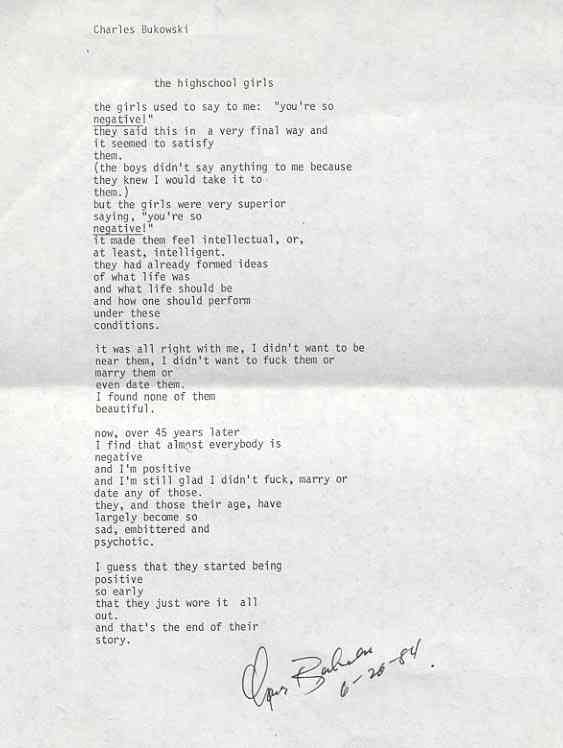 Charles Bukowski
the highschool girls
the girls used to say to me:  "you're so
negative!"
they said this in  a very final way and
it seemed to satisfy
them.
(the boys didn't say anything to me because
they knew I would take it to
them.)
but the girls were very superior
saying, "you're so
negative!"
it made them feel intellectual, or,
at least, intelligent.
they had already formed ideas
of what life was
and what life should be
and how one should perform
under these
conditions.
it was all right with me, I didn't want to be
near them, I didn't want to fuck them or
marry them or
even date them.
I found none of them
beautiful.
now, over 45 years later
I find that almost everybody is
negative
and I'm positive
and I'm still glad I didn't fuck, marry or
date any of those.
they, and those their age, have
largely become so
sad, embittered and
psychotic.
I guess that they started being
positive
so early
that they just wore it  all
out.
and that's the end of their
story.
6-26-84